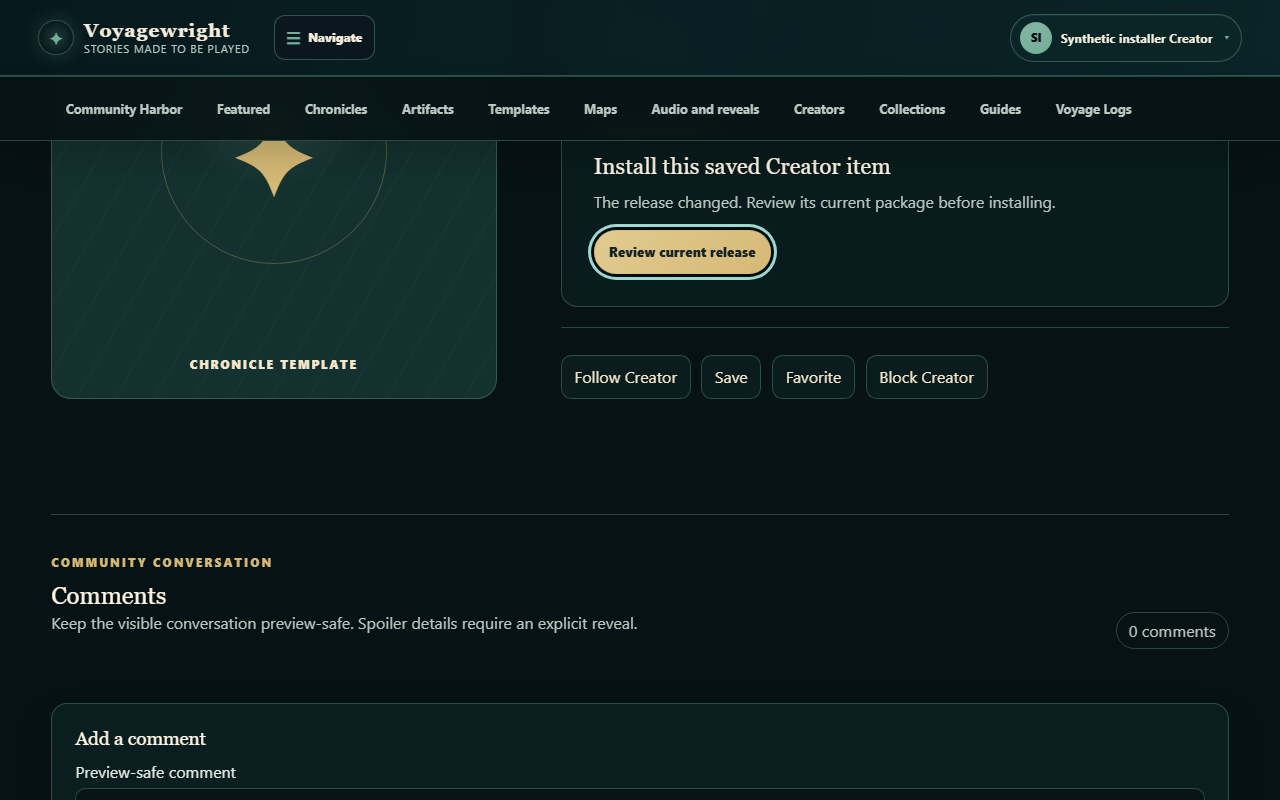 Voyagewright
STORIES MADE TO BE PLAYED
Navigate
SI
Synthetic installer Creator
Community Harbor
Featured
Chronicles
Artifacts
Templates
Maps
Audio and reveals
Creators
Collections
Guides
Voyage Logs
CHRONICLE TEMPLATE
Install this saved Creator item
The release changed. Review its current package before installing.
Review current release
Follow Creator
Save
Favorite
Block Creator
COMMUNITY CONVERSATION
Comments
Keep the visible conversation preview-safe. Spoiler details require an explicit reveal.
0 comments
Add a comment
Preview-safe comment